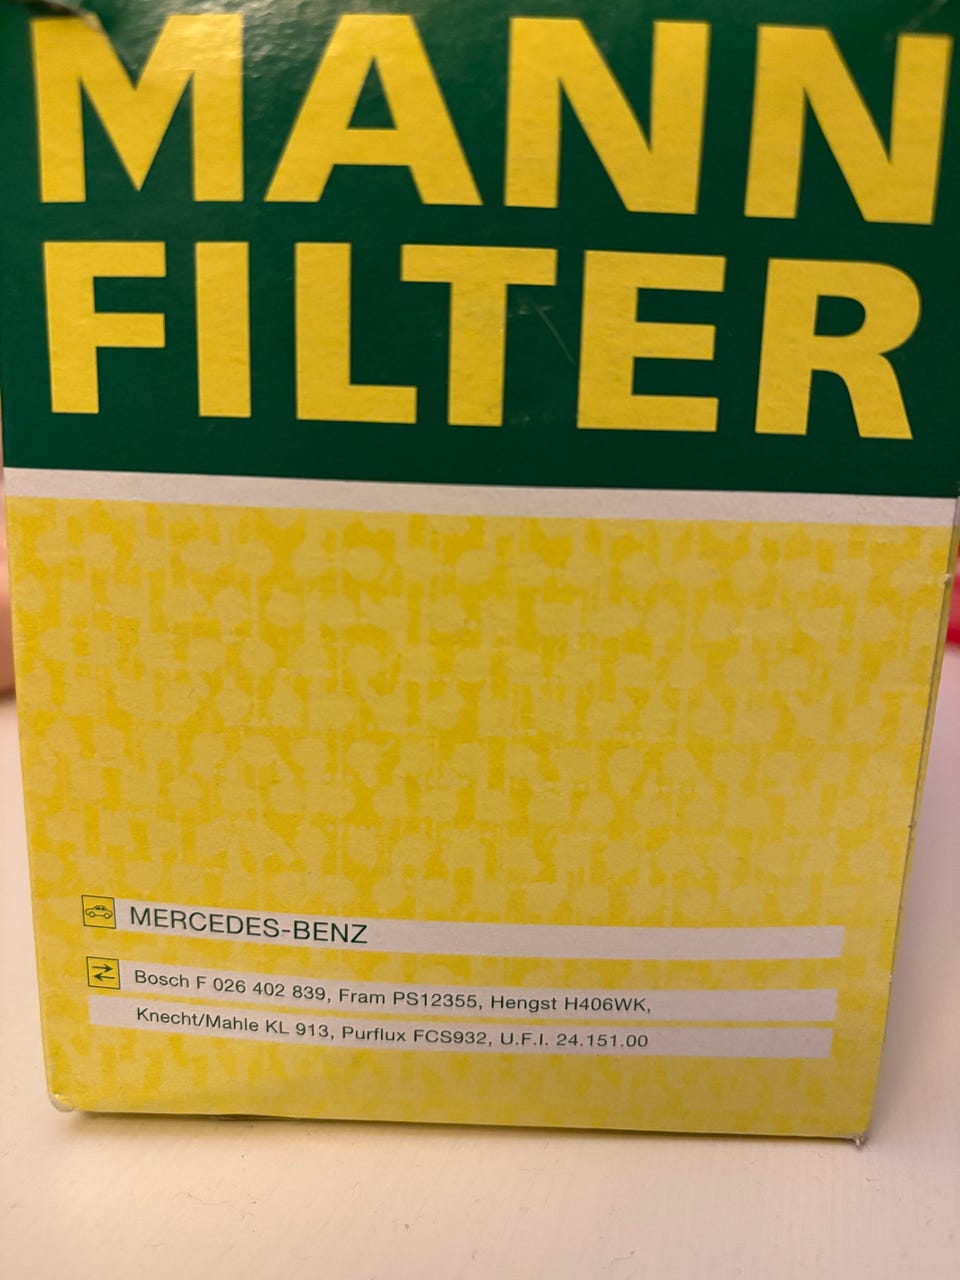 MANN
FILTER
MERCEDES-BENZ
Bosch F 026 402 839, Fram PS12355, Hengst H406WK,
Knecht/Mahle KL 913, Purflux FCS932, U.F.I. 24.151.00